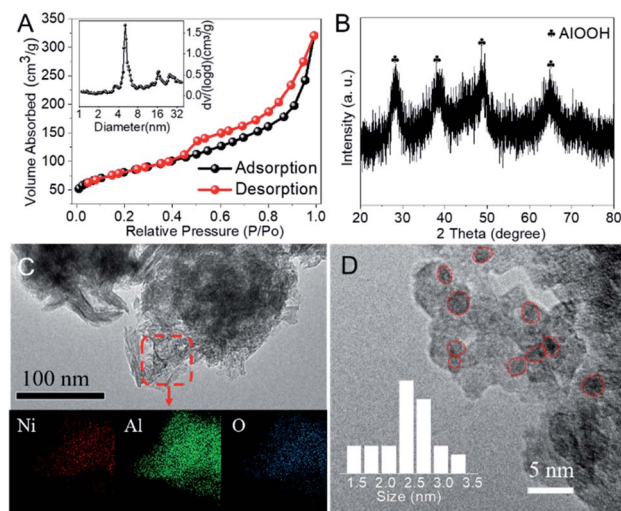 A
350
300
250
200
150
100
50
Volume Absorbed (cm³/g)
1.5
1.0
0.5
0.0
dv/(logd)(cm³/g)
1 2 4 8 16 32
Diameter(nm)
Adsorption
Desorption
0.0 0.2 0.4 0.6 0.8 1.0
Relative Pressure (P/Po)
B
♣ AlOOH
Intensity (a. u.)
20 30 40 50 60 70 80
2 Theta (degree)
C
100 nm
Ni Al O
D
1.5 2.0 2.5 3.0 3.5
Size (nm)
5 nm